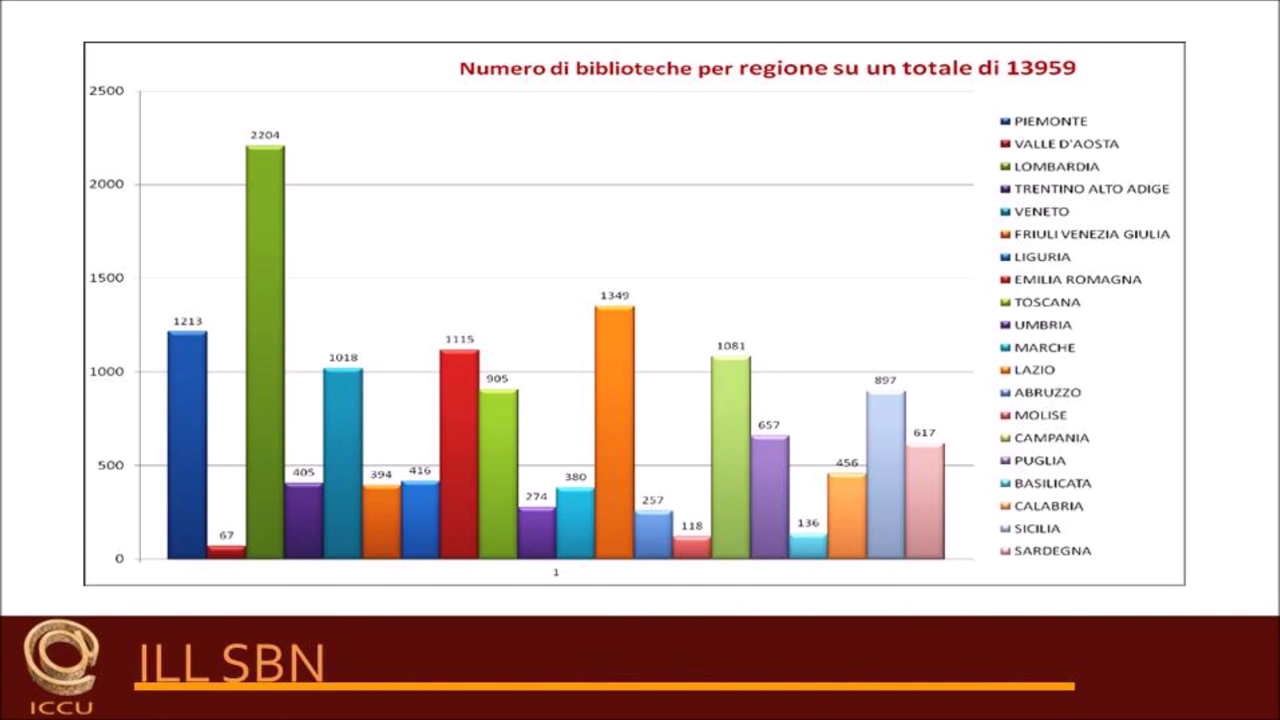 Numero di biblioteche per regione su un totale di 13959
2500
2000
1500
1000
500
0
1213
67
2204
405
1018
394
416
1115
905
274
380
1349
257
118
1081
657
136
456
897
617
1
PIEMONTE
VALLE D'AOSTA
LOMBARDIA
TRENTINO ALTO ADIGE
VENETO
FRIULI VENEZIA GIULIA
LIGURIA
EMILIA ROMAGNA
TOSCANA
UMBRIA
MARCHE
LAZIO
ABRUZZO
MOLISE
CAMPANIA
PUGLIA
BASILICATA
CALABRIA
SICILIA
SARDEGNA
ILL SBN
ICCU